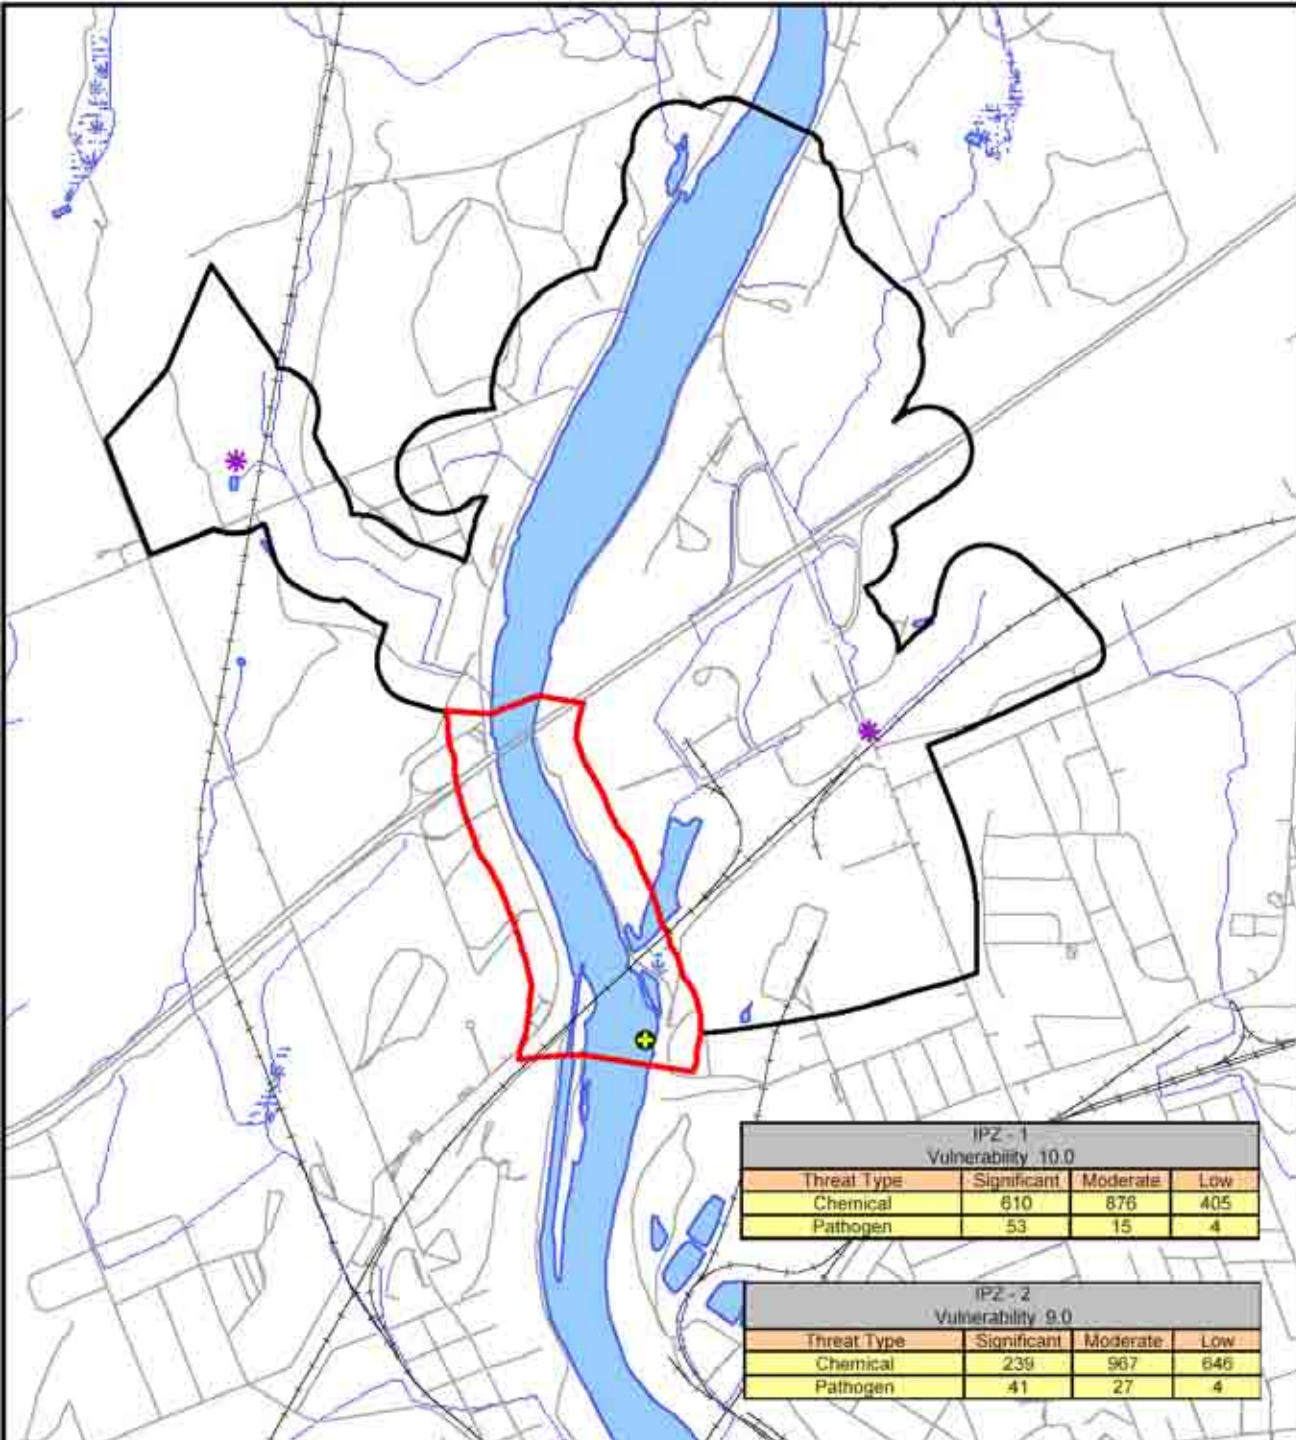 IPZ - 1
Vulnerability 10.0
Threat Type Significant Moderate Low
Chemical 610 876 405
Pathogen 53 15 4
IPZ - 2
Vulnerability 9.0
Threat Type Significant Moderate Low
Chemical 239 967 646
Pathogen 41 27 4